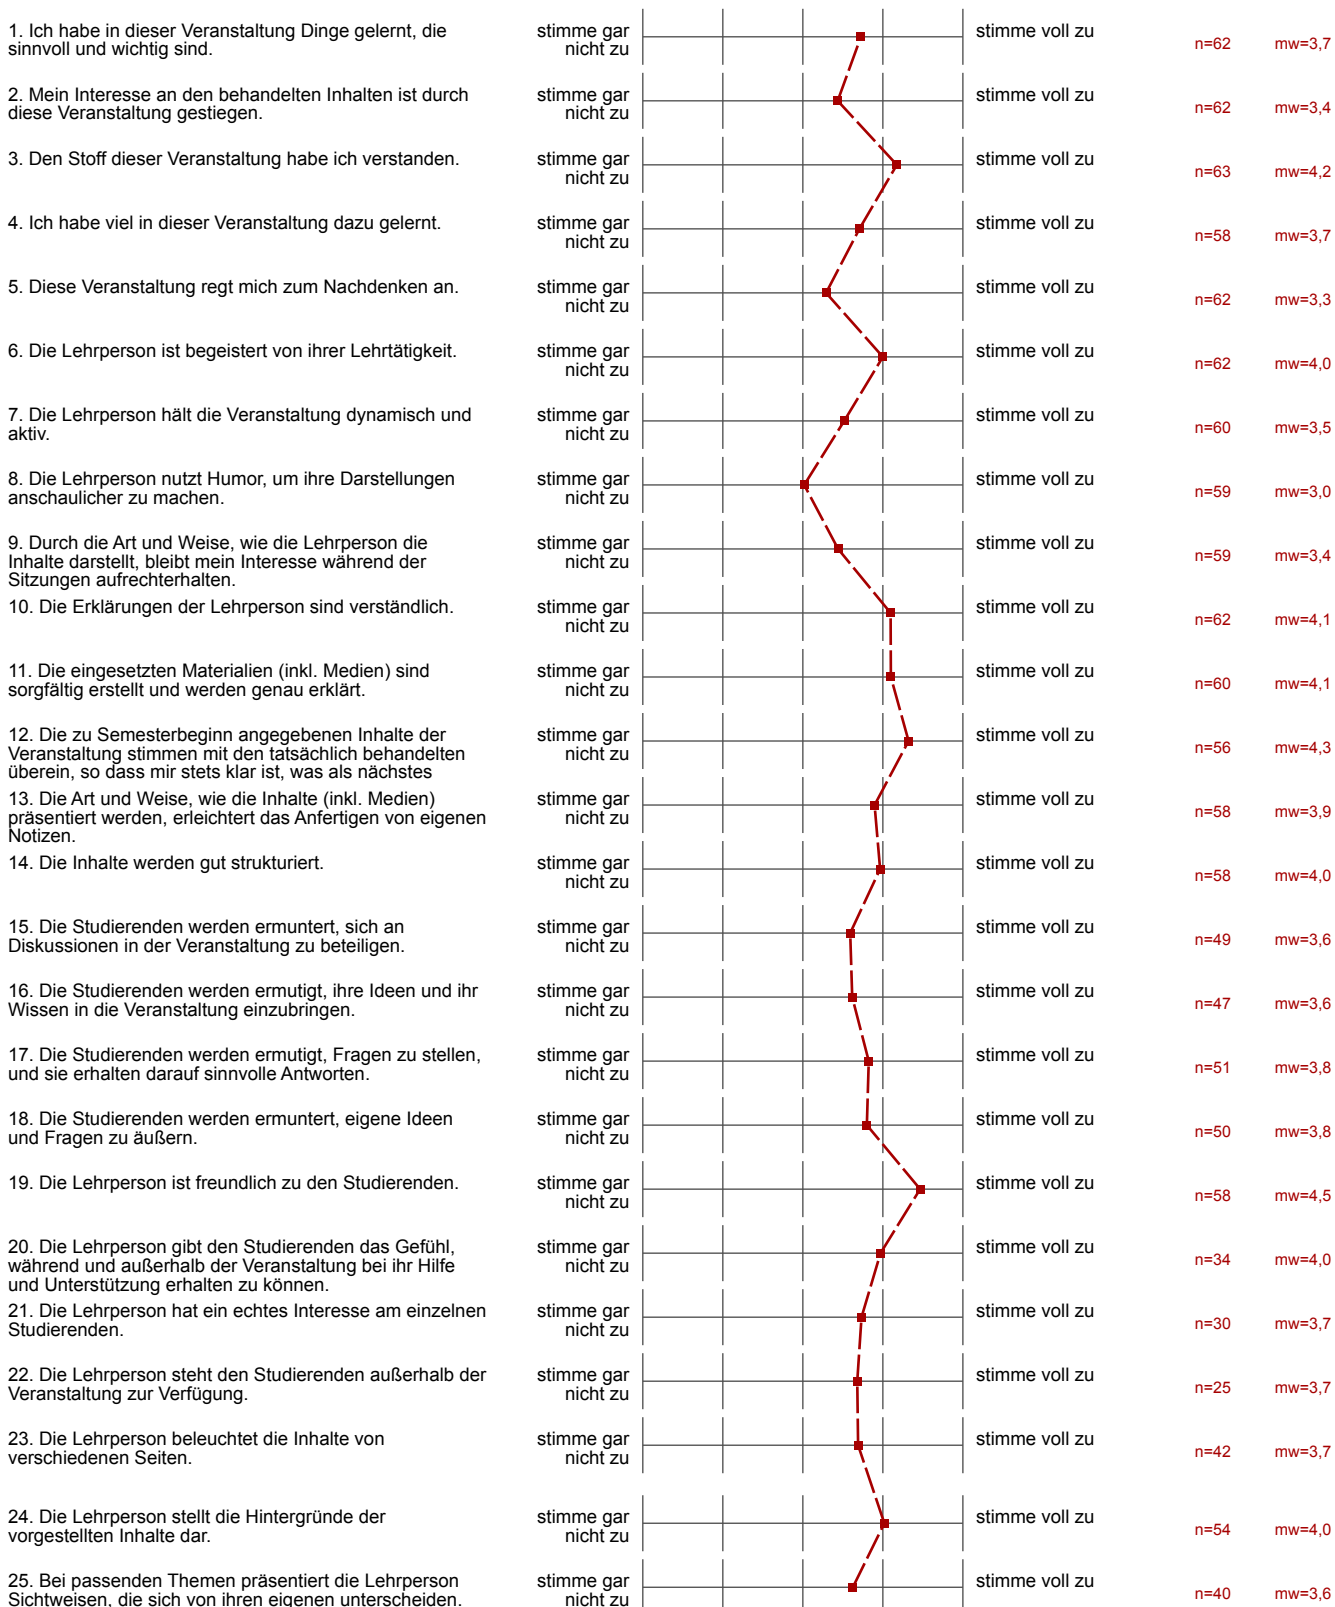 1. Ich habe in dieser Veranstaltung Dinge gelernt, die
sinnvoll und wichtig sind.
stimme gar
nicht zu
stimme voll zu
n=62
mw=3,7
2. Mein Interesse an den behandelten Inhalten ist durch
diese Veranstaltung gestiegen.
stimme gar
nicht zu
stimme voll zu
n=62
mw=3,4
3. Den Stoff dieser Veranstaltung habe ich verstanden.
stimme gar
nicht zu
stimme voll zu
n=63
mw=4,2
4. Ich habe viel in dieser Veranstaltung dazu gelernt.
stimme gar
nicht zu
stimme voll zu
n=58
mw=3,7
5. Diese Veranstaltung regt mich zum Nachdenken an.
stimme gar
nicht zu
stimme voll zu
n=62
mw=3,3
6. Die Lehrperson ist begeistert von ihrer Lehrtätigkeit.
stimme gar
nicht zu
stimme voll zu
n=62
mw=4,0
7. Die Lehrperson hält die Veranstaltung dynamisch und
aktiv.
stimme gar
nicht zu
stimme voll zu
n=60
mw=3,5
8. Die Lehrperson nutzt Humor, um ihre Darstellungen
anschaulicher zu machen.
stimme gar
nicht zu
stimme voll zu
n=59
mw=3,0
9. Durch die Art und Weise, wie die Lehrperson die
Inhalte darstellt, bleibt mein Interesse während der
Sitzungen aufrechterhalten.
stimme gar
nicht zu
stimme voll zu
n=59
mw=3,4
10. Die Erklärungen der Lehrperson sind verständlich.
stimme gar
nicht zu
stimme voll zu
n=62
mw=4,1
11. Die eingesetzten Materialien (inkl. Medien) sind
sorgfältig erstellt und werden genau erklärt.
stimme gar
nicht zu
stimme voll zu
n=60
mw=4,1
12. Die zu Semesterbeginn angegebenen Inhalte der
Veranstaltung stimmen mit den tatsächlich behandelten
überein, so dass mir stets klar ist, was als nächstes
stimme gar
nicht zu
stimme voll zu
n=56
mw=4,3
13. Die Art und Weise, wie die Inhalte (inkl. Medien)
präsentiert werden, erleichtert das Anfertigen von eigenen
Notizen.
stimme gar
nicht zu
stimme voll zu
n=58
mw=3,9
14. Die Inhalte werden gut strukturiert.
stimme gar
nicht zu
stimme voll zu
n=58
mw=4,0
15. Die Studierenden werden ermuntert, sich an
Diskussionen in der Veranstaltung zu beteiligen.
stimme gar
nicht zu
stimme voll zu
n=49
mw=3,6
16. Die Studierenden werden ermutigt, ihre Ideen und ihr
Wissen in die Veranstaltung einzubringen.
stimme gar
nicht zu
stimme voll zu
n=47
mw=3,6
17. Die Studierenden werden ermutigt, Fragen zu stellen,
und sie erhalten darauf sinnvolle Antworten.
stimme gar
nicht zu
stimme voll zu
n=51
mw=3,8
18. Die Studierenden werden ermuntert, eigene Ideen
und Fragen zu äußern.
stimme gar
nicht zu
stimme voll zu
n=50
mw=3,8
19. Die Lehrperson ist freundlich zu den Studierenden.
stimme gar
nicht zu
stimme voll zu
n=58
mw=4,5
20. Die Lehrperson gibt den Studierenden das Gefühl,
während und außerhalb der Veranstaltung bei ihr Hilfe
und Unterstützung erhalten zu können.
stimme gar
nicht zu
stimme voll zu
n=34
mw=4,0
21. Die Lehrperson hat ein echtes Interesse am einzelnen
Studierenden.
stimme gar
nicht zu
stimme voll zu
n=30
mw=3,7
22. Die Lehrperson steht den Studierenden außerhalb der
Veranstaltung zur Verfügung.
stimme gar
nicht zu
stimme voll zu
n=25
mw=3,7
23. Die Lehrperson beleuchtet die Inhalte von
verschiedenen Seiten.
stimme gar
nicht zu
stimme voll zu
n=42
mw=3,7
24. Die Lehrperson stellt die Hintergründe der
vorgestellten Inhalte dar.
stimme gar
nicht zu
stimme voll zu
n=54
mw=4,0
25. Bei passenden Themen präsentiert die Lehrperson
Sichtweisen, die sich von ihren eigenen unterscheiden.
stimme gar
nicht zu
stimme voll zu
n=40
mw=3,6